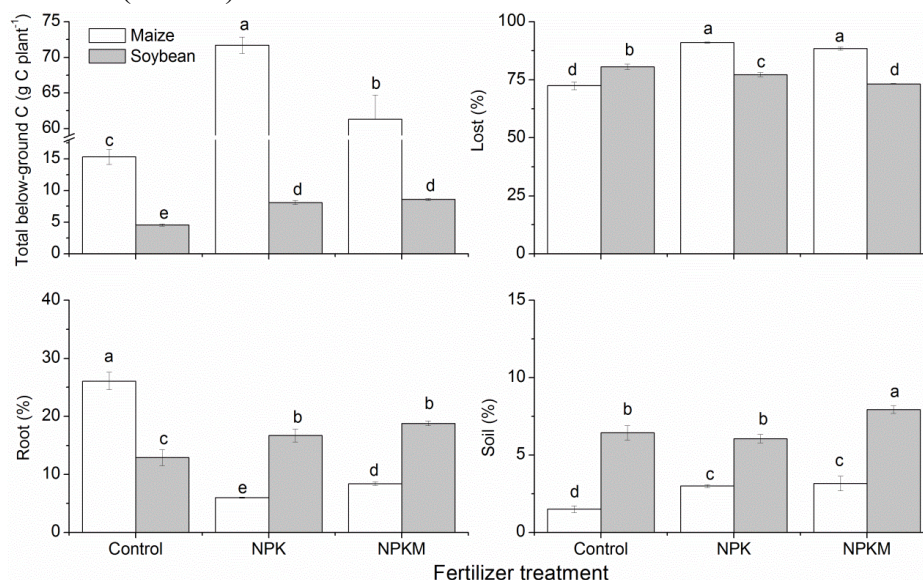 Total below-ground C (g C plant⁻¹)
75
70
65
60
15
10
5
0
Maize
Soybean
c
e
a
d
b
d
Lost (%)
100
75
50
25
0
d
b
a
c
a
d
Root (%)
40
30
20
10
0
a
c
e
b
d
b
Control
NPK
NPKM
Soil (%)
15
10
5
0
d
b
c
b
c
a
Control
NPK
NPKM
Fertilizer treatment